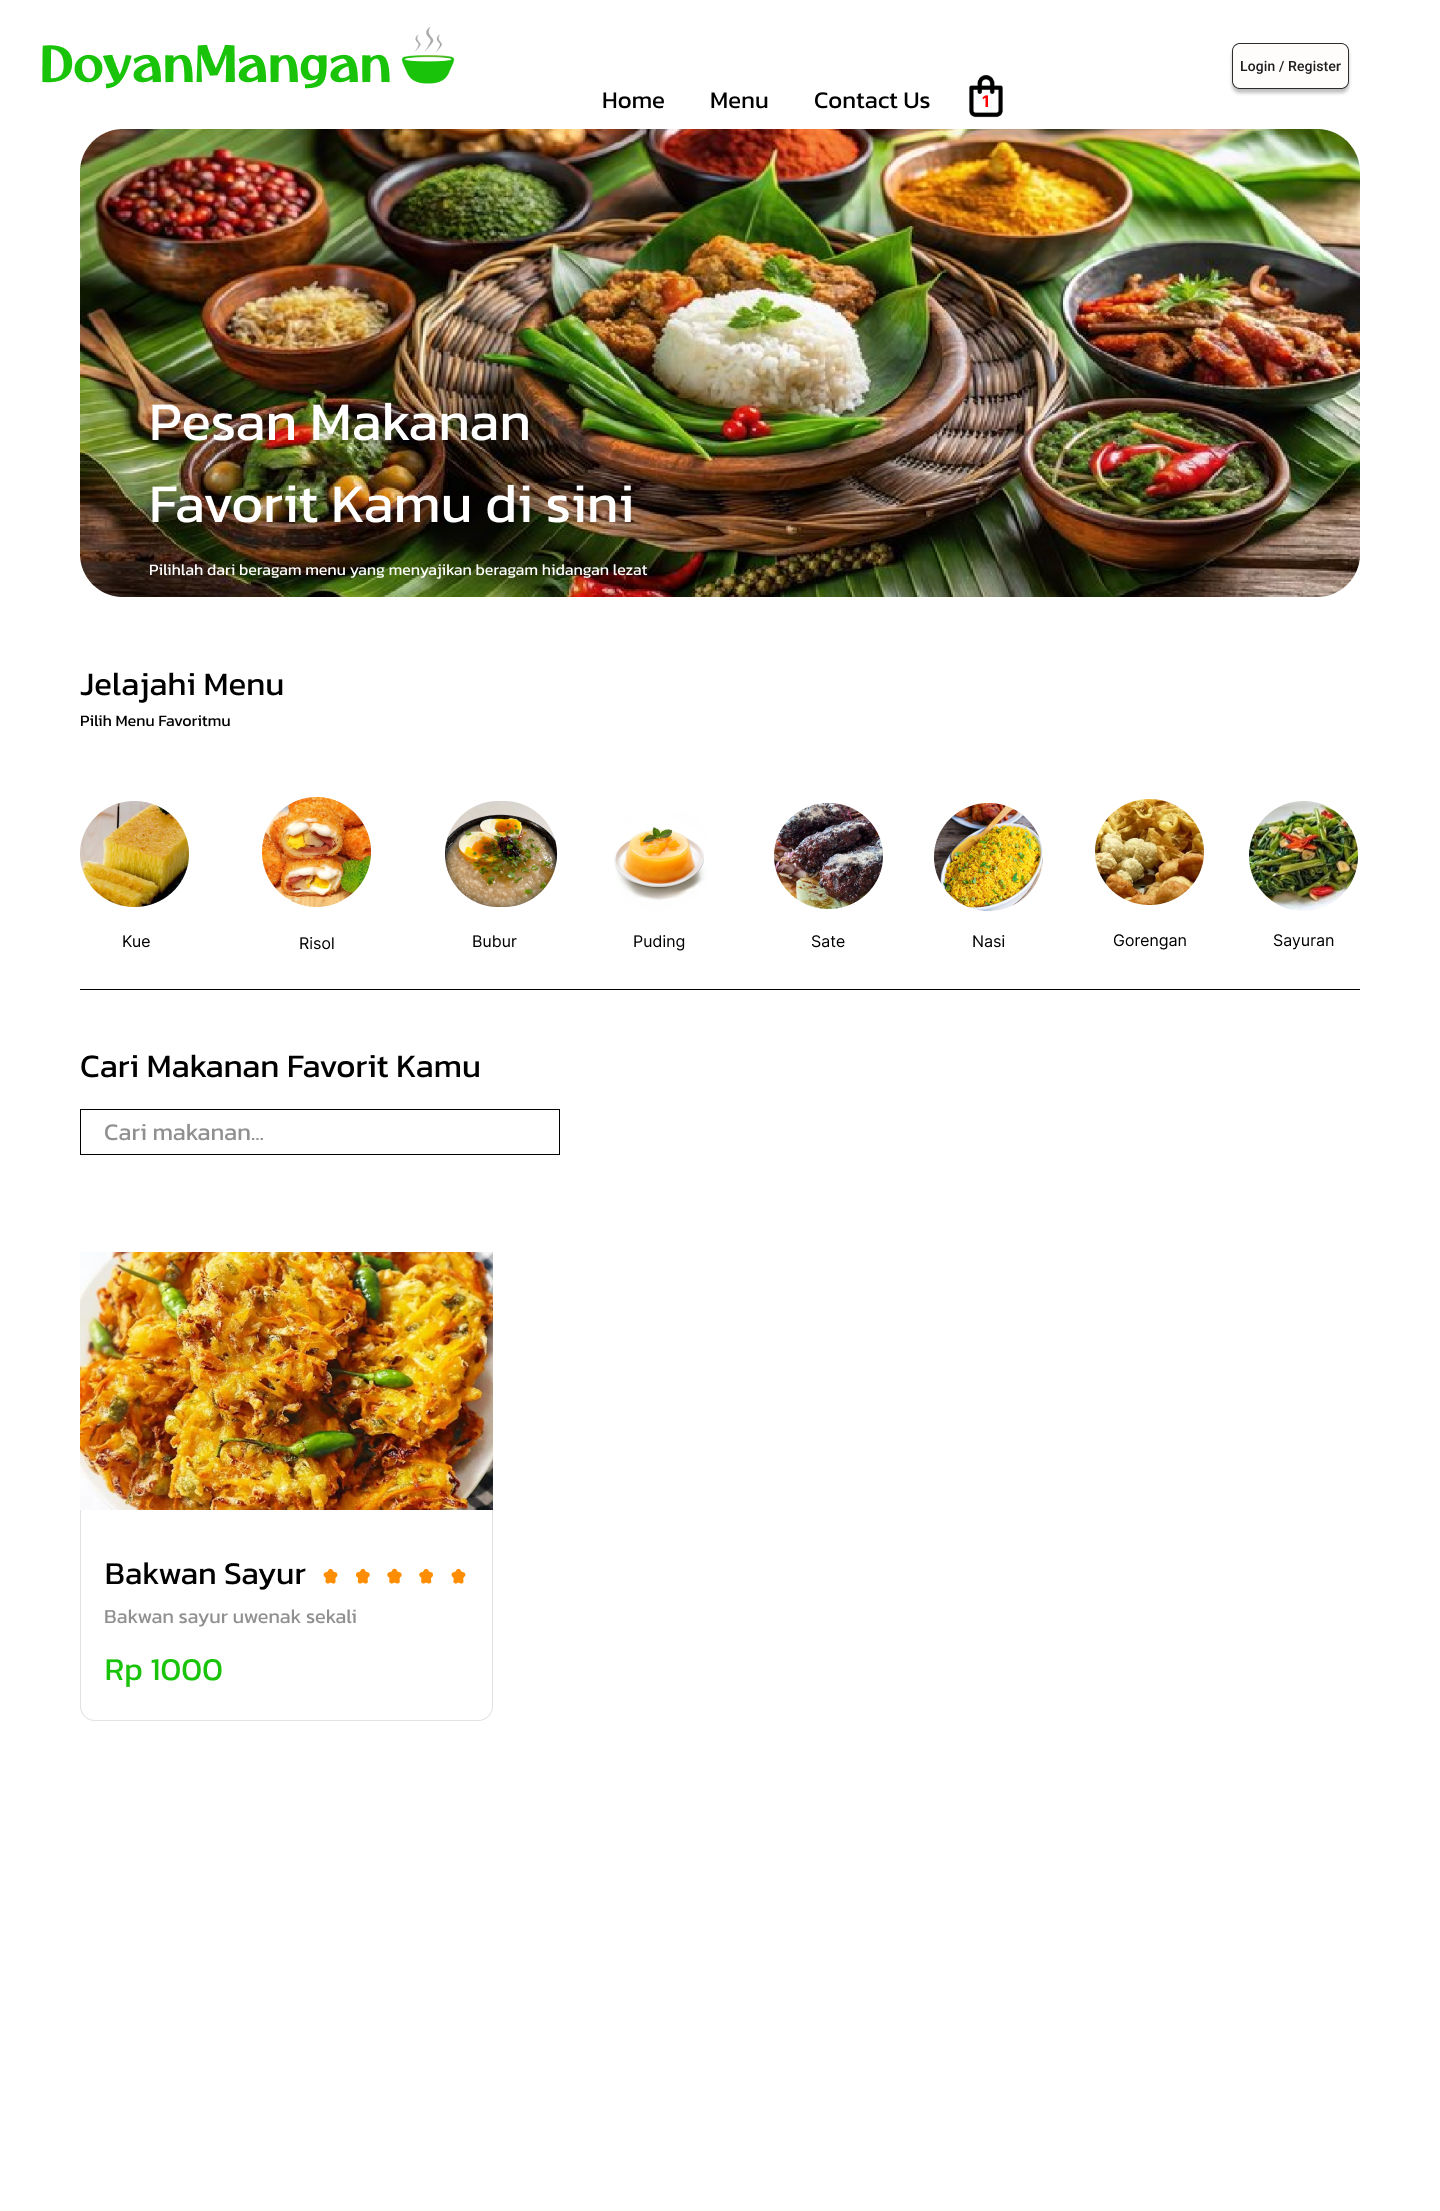 DoyanMangan
Login / Register
Home Menu Contact Us 1
Pesan Makanan
Favorit Kamu di sini
Pilihlah dari beragam menu yang menyajikan beragam hidangan lezat
Jelajahi Menu
Pilih Menu Favoritmu
Kue Risol Bubur Puding Sate Nasi Gorengan Sayuran
Cari Makanan Favorit Kamu
Cari makanan...
Bakwan Sayur
Bakwan sayur uwenak sekali
Rp 1000